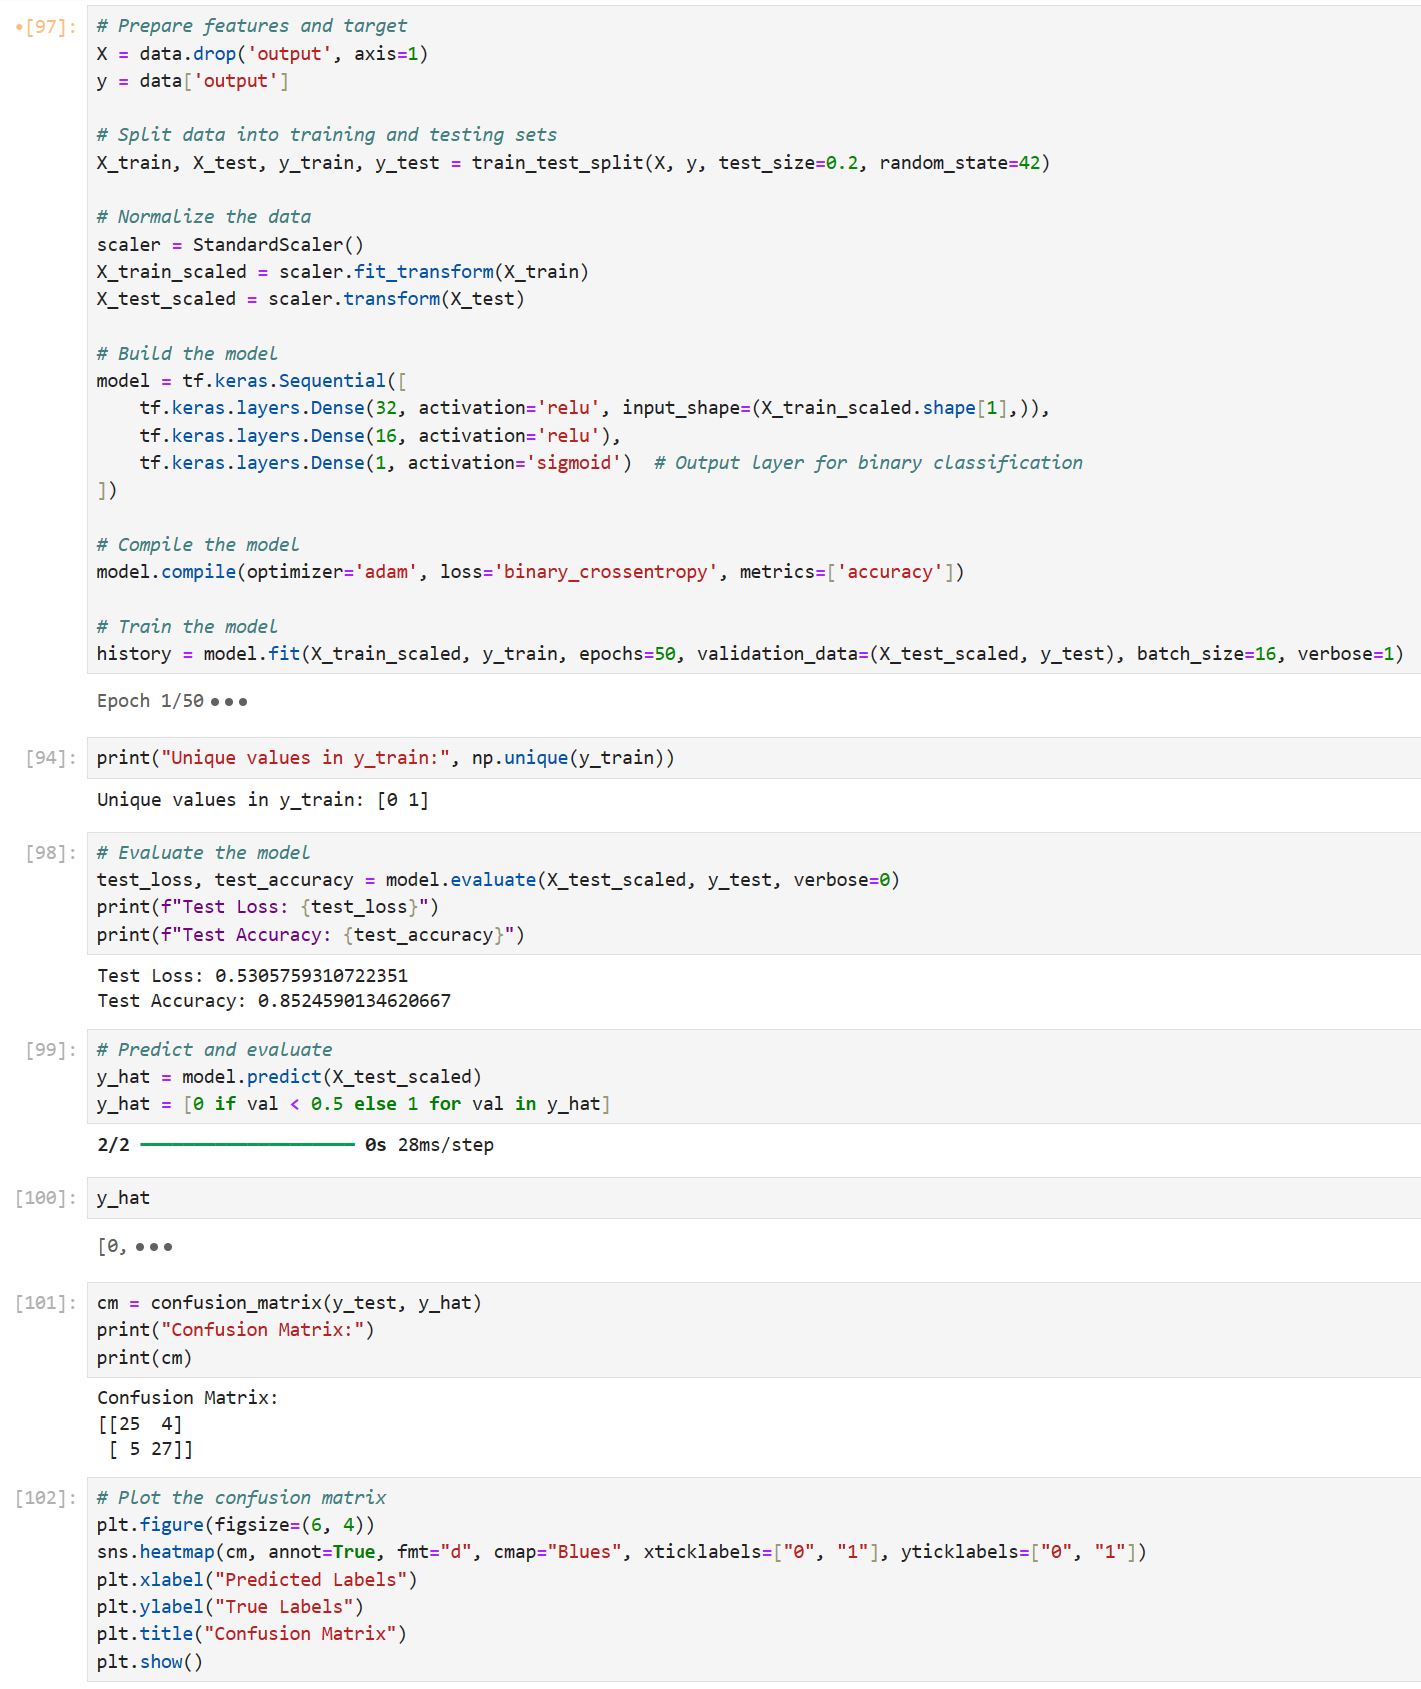 •[97]:
# Prepare features and target
X = data.drop('output', axis=1)
y = data['output']
# Split data into training and testing sets
X_train, X_test, y_train, y_test = train_test_split(X, y, test_size=0.2, random_state=42)
# Normalize the data
scaler = StandardScaler()
X_train_scaled = scaler.fit_transform(X_train)
X_test_scaled = scaler.transform(X_test)
# Build the model
model = tf.keras.Sequential([
    tf.keras.layers.Dense(32, activation='relu', input_shape=(X_train_scaled.shape[1],)),
    tf.keras.layers.Dense(16, activation='relu'),
    tf.keras.layers.Dense(1, activation='sigmoid')  # Output layer for binary classification
])
# Compile the model
model.compile(optimizer='adam', loss='binary_crossentropy', metrics=['accuracy'])
# Train the model
history = model.fit(X_train_scaled, y_train, epochs=50, validation_data=(X_test_scaled, y_test), batch_size=16, verbose=1)
Epoch 1/50 •••
[94]:
print("Unique values in y_train:", np.unique(y_train))
Unique values in y_train: [0 1]
[98]:
# Evaluate the model
test_loss, test_accuracy = model.evaluate(X_test_scaled, y_test, verbose=0)
print(f"Test Loss: {test_loss}")
print(f"Test Accuracy: {test_accuracy}")
Test Loss: 0.5305759310722351
Test Accuracy: 0.8524590134620667
[99]:
# Predict and evaluate
y_hat = model.predict(X_test_scaled)
y_hat = [0 if val < 0.5 else 1 for val in y_hat]
2/2 ━━━━━━━━━━━━━━━━━━━━ 0s 28ms/step
[100]:
y_hat
[0, •••
[101]:
cm = confusion_matrix(y_test, y_hat)
print("Confusion Matrix:")
print(cm)
Confusion Matrix:
[[25  4]
 [ 5 27]]
[102]:
# Plot the confusion matrix
plt.figure(figsize=(6, 4))
sns.heatmap(cm, annot=True, fmt="d", cmap="Blues", xticklabels=["0", "1"], yticklabels=["0", "1"])
plt.xlabel("Predicted Labels")
plt.ylabel("True Labels")
plt.title("Confusion Matrix")
plt.show()